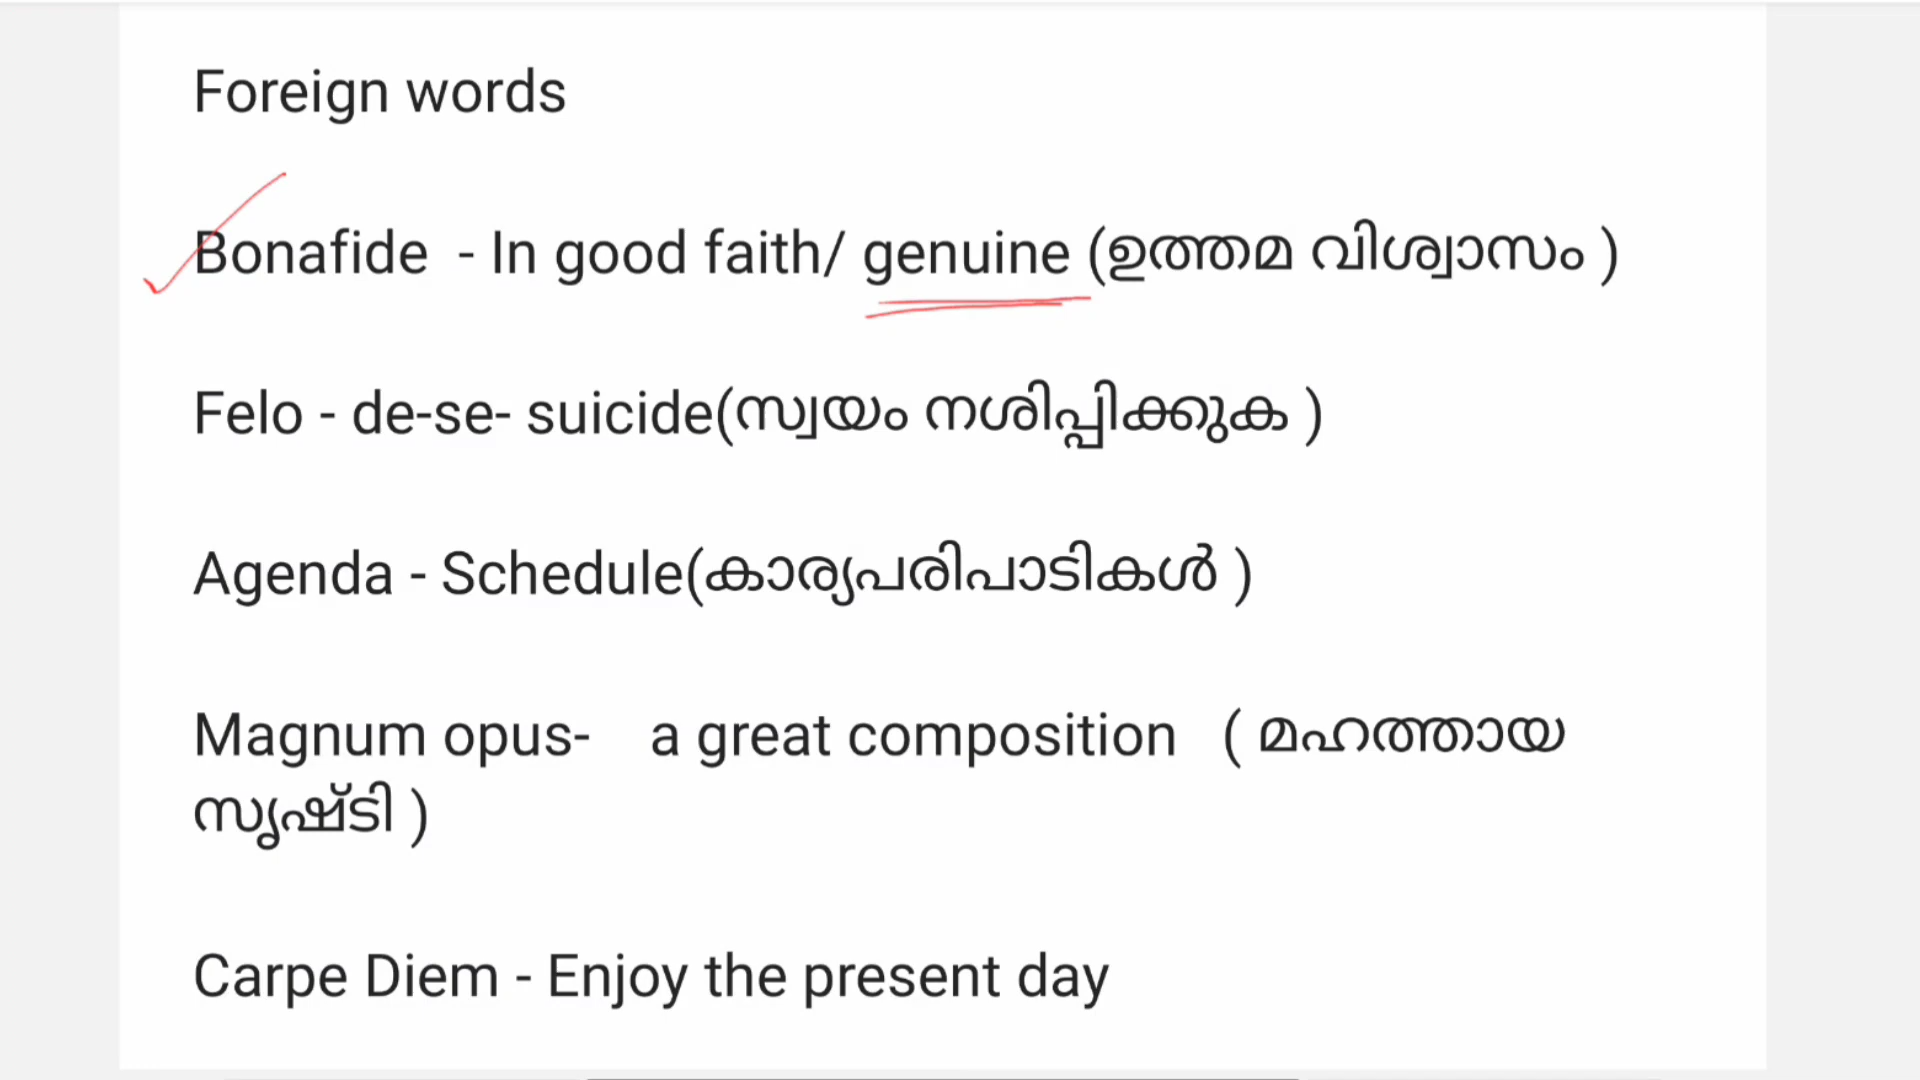 Foreign words
Bonafide - In good faith/ genuine (ഉത്തമ വിശ്വാസം )
Felo - de-se- suicide(സ്വയം നശിപ്പിക്കുക )
Agenda - Schedule(കാര്യപരിപാടികൾ )
Magnum opus- a great composition ( മഹത്തായ
സൃഷ്ടി )
Carpe Diem - Enjoy the present day